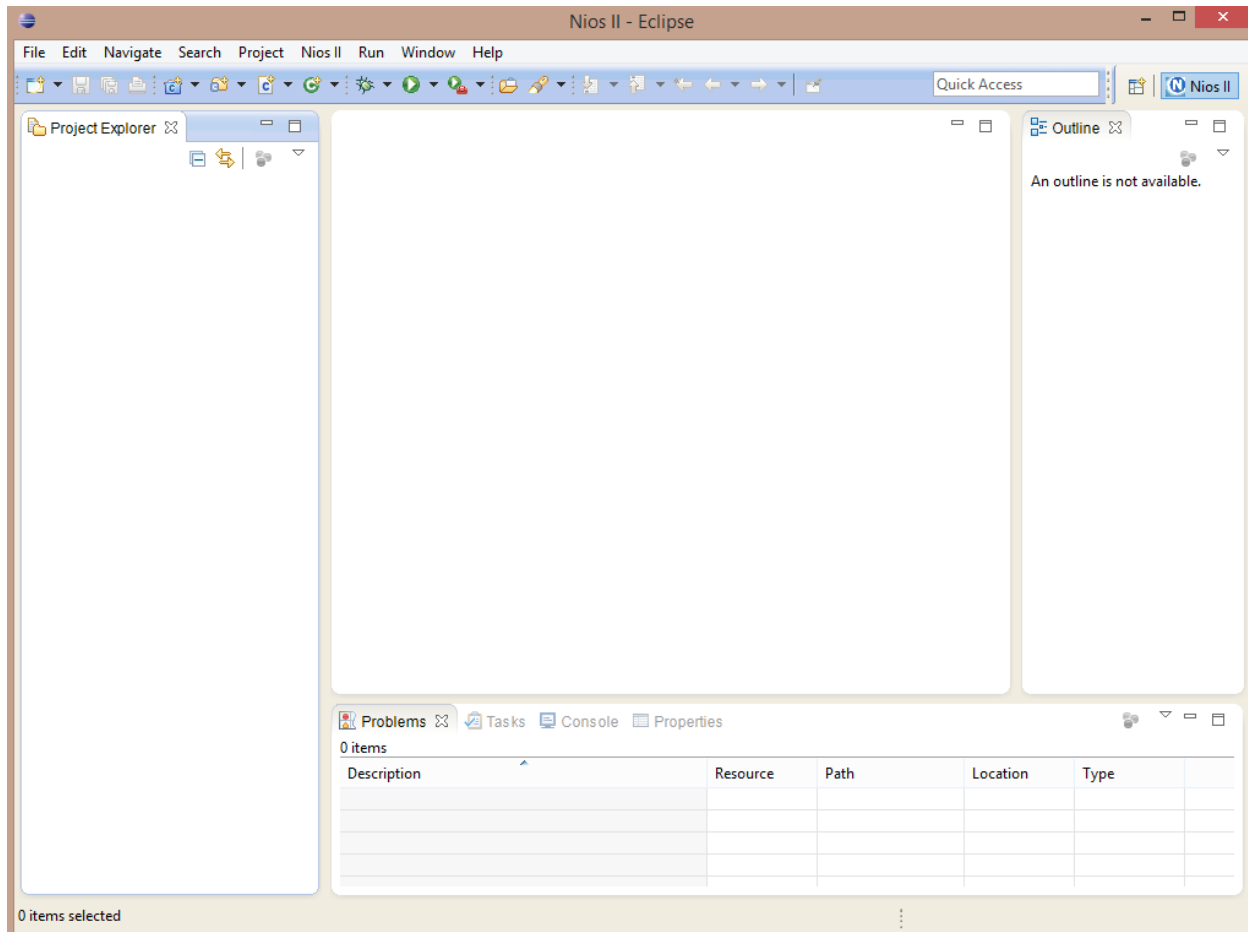 Nios II - Eclipse
File Edit Navigate Search Project Nios II Run Window Help
Quick Access
Nios II
Project Explorer
Outline
An outline is not available.
Problems Tasks Console Properties
0 items
Description Resource Path Location Type
0 items selected